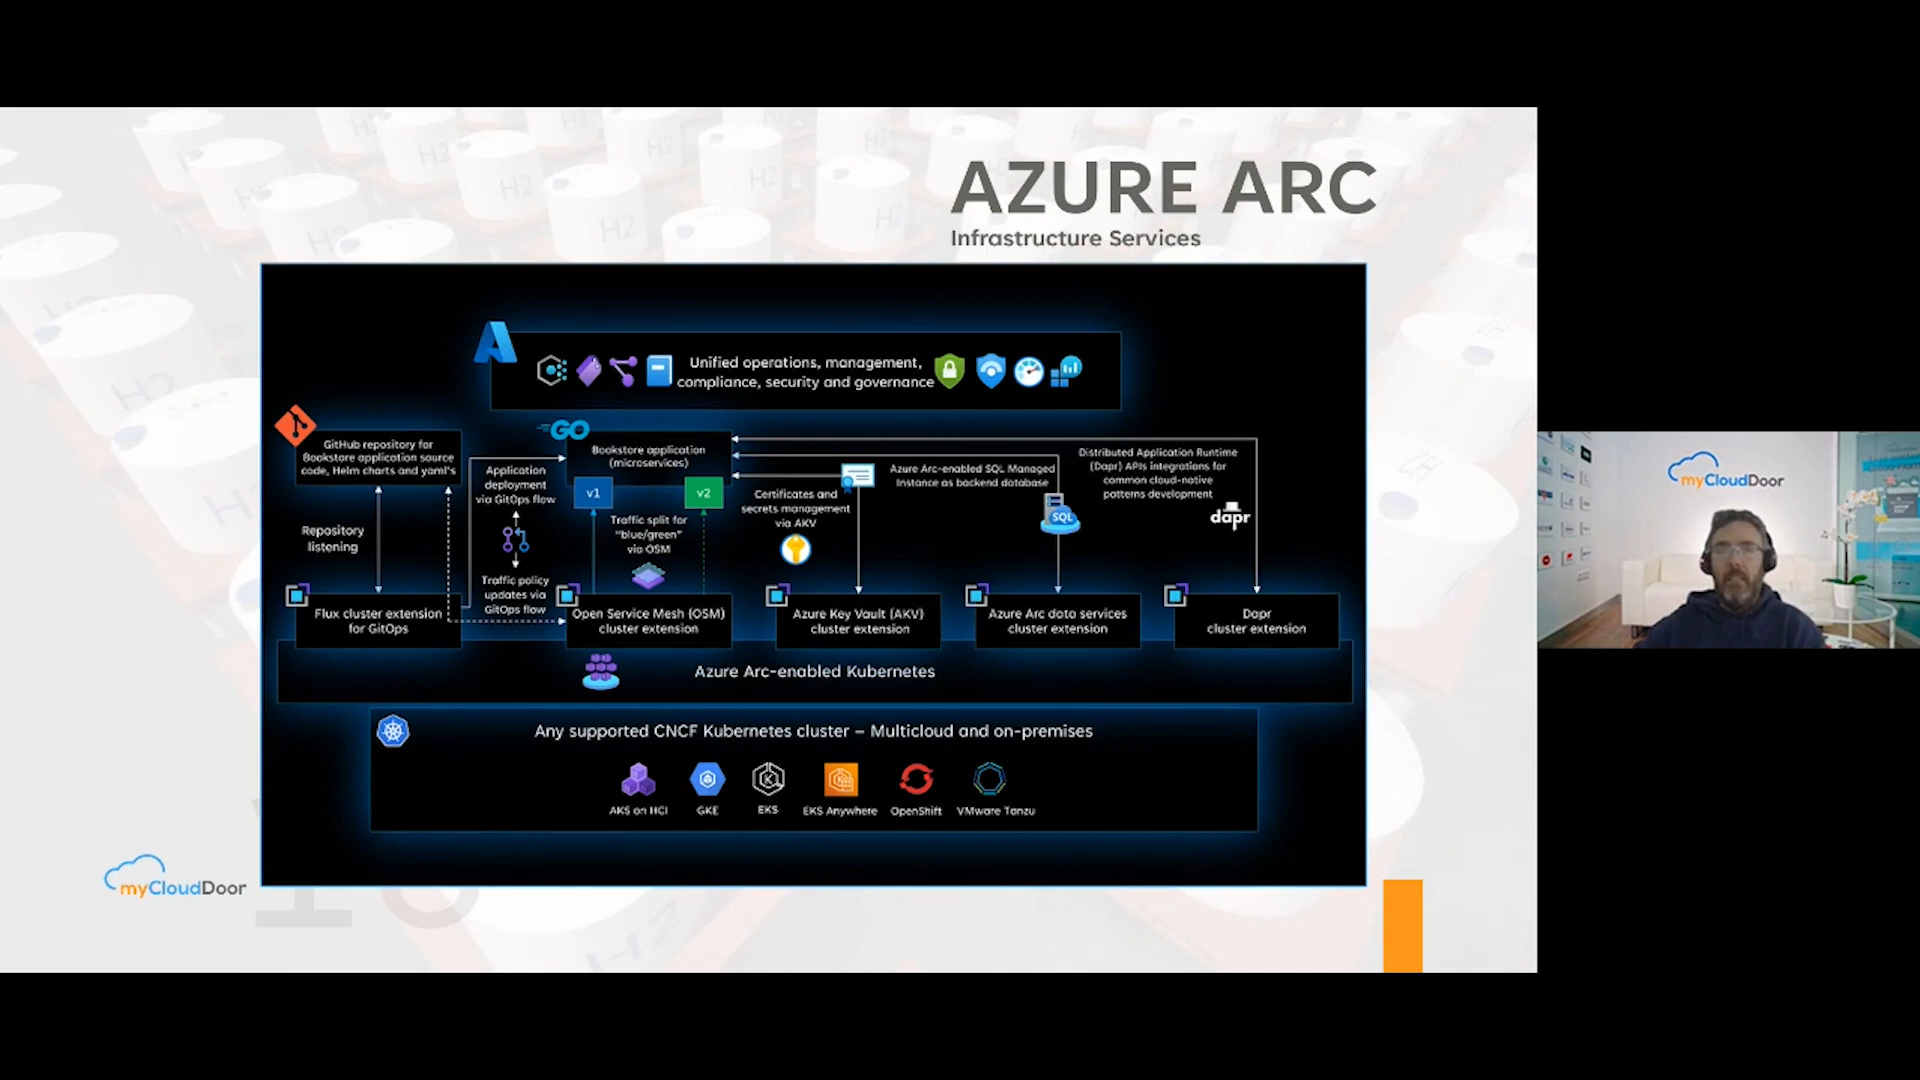 AZURE ARC
Infrastructure Services
Unified operations, management,
compliance, security and governance
GitHub repository for
Bookstore application source
code, Helm charts and yaml's
Repository
listening
Application
deployment
via GitOps flow
Traffic policy
updates via
GitOps flow
GO
Bookstore application
(microservices)
v1
v2
Traffic split for
"blue/green"
via OSM
Certificates and
secrets management
via AKV
Azure Arc-enabled SQL Managed
Instance as backend database
SQL
Distributed Application Runtime
(Dapr) APIs integrations for
common cloud-native
patterns development
dapr
Flux cluster extension
for GitOps
Open Service Mesh (OSM)
cluster extension
Azure Key Vault (AKV)
cluster extension
Azure Arc data services
cluster extension
Dapr
cluster extension
Azure Arc-enabled Kubernetes
Any supported CNCF Kubernetes cluster – Multicloud and on-premises
AKS on HCI
GKE
EKS
EKS Anywhere
OpenShift
VMware Tanzu
myCloudDoor
myCloudDoor